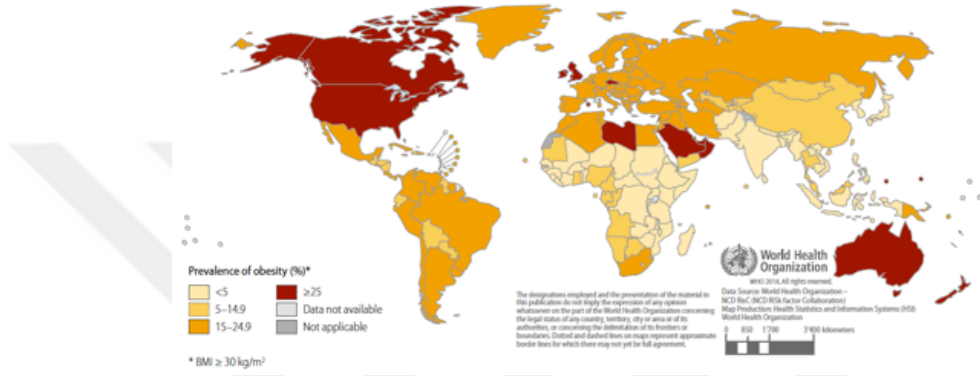 Prevalence of obesity (%)*
<5
5–14.9
15–24.9
≥25
Data not available
Not applicable
* BMI ≥ 30 kg/m²
The designations employed and the presentation of the material in
this publication do not imply the expression of any opinion
whatsoever on the part of the World Health Organization concerning
the legal status of any country, territory, city or area or of its
authorities, or concerning the delimitation of its frontiers or
boundaries. Dotted and dashed lines on maps represent approximate
border lines for which there may not yet be full agreement.
World Health
Organization
WHO 2014, All rights reserved.
Data Source: World Health Organization –
NCD RisC (NCD RISk factor Collaboration)
Map Production: Health Statistics and Information Systems (HSI)
World Health Organization
0 850 1'700 3'400 kilometers